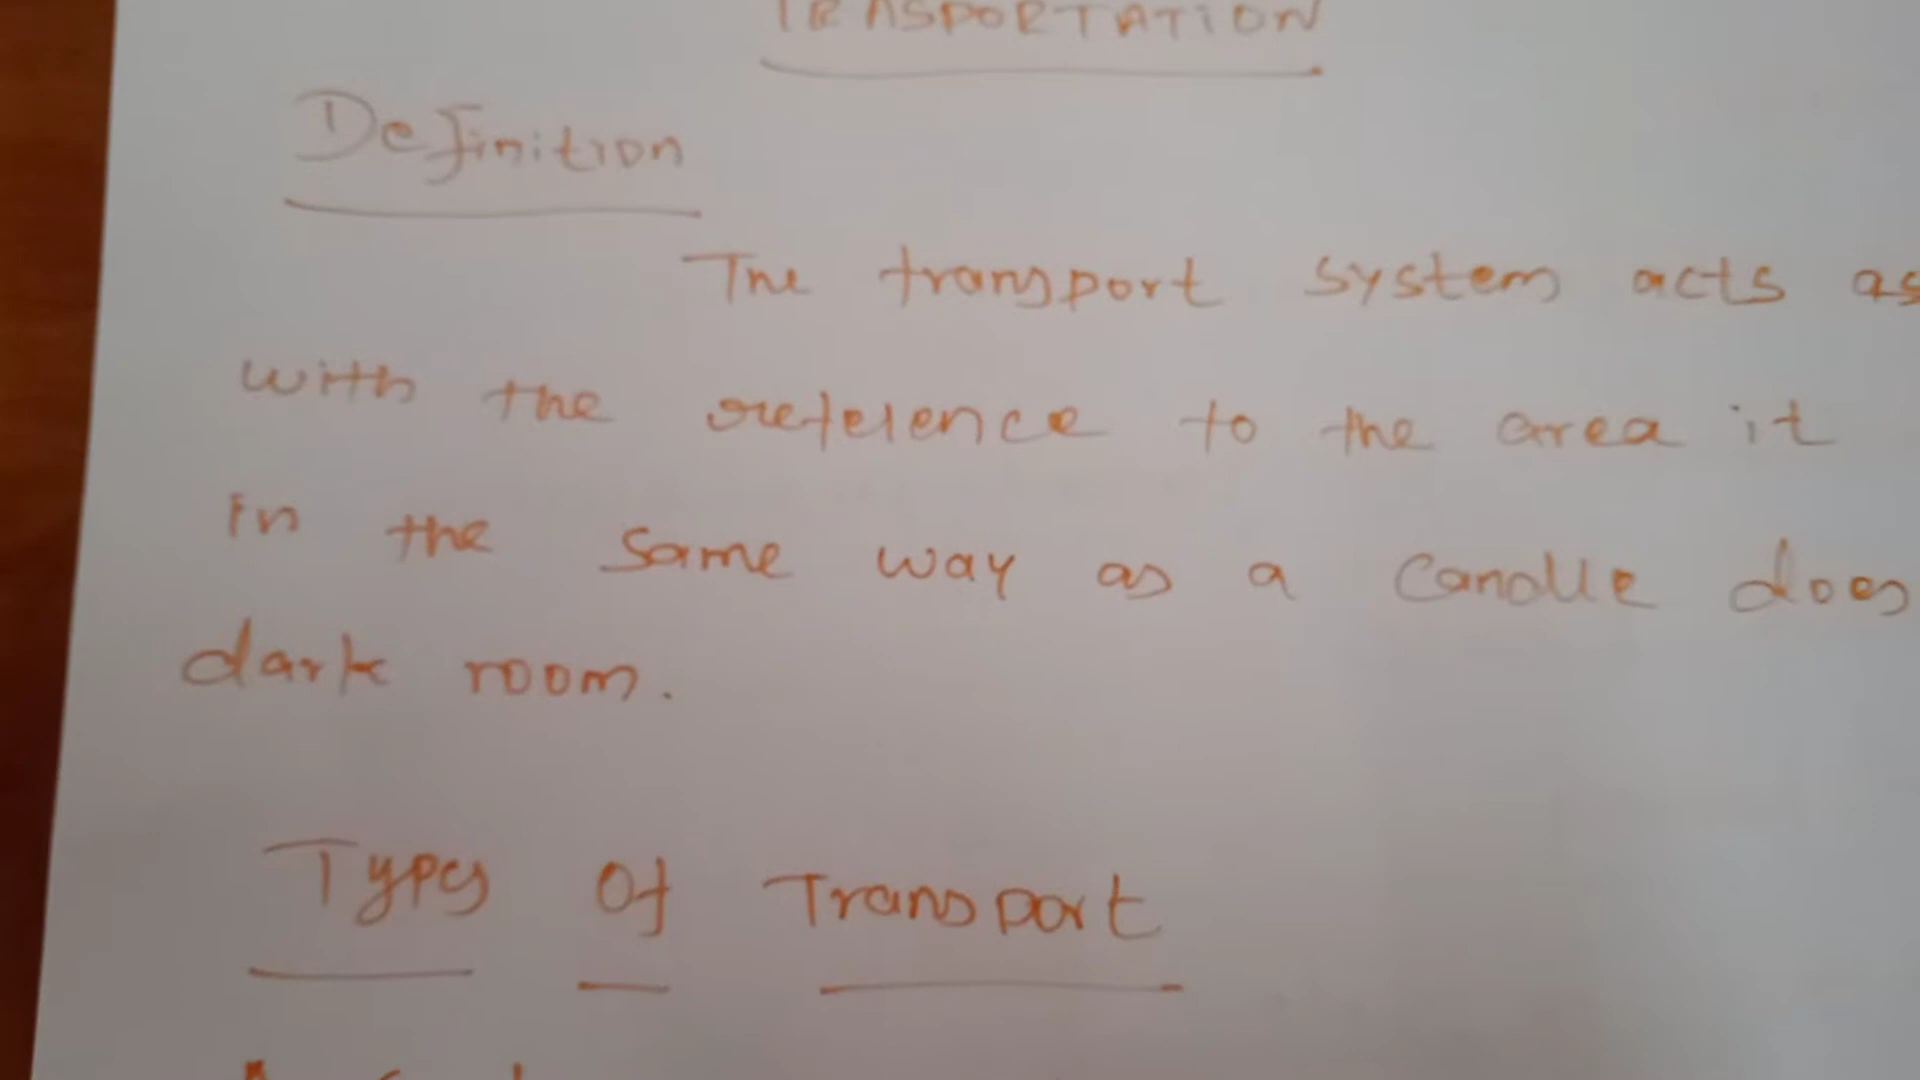 TRASPORTATION
Definition
The transport system acts as
with the reference to the area it
in the same way as a candle does
dark room.
Types Of Transport